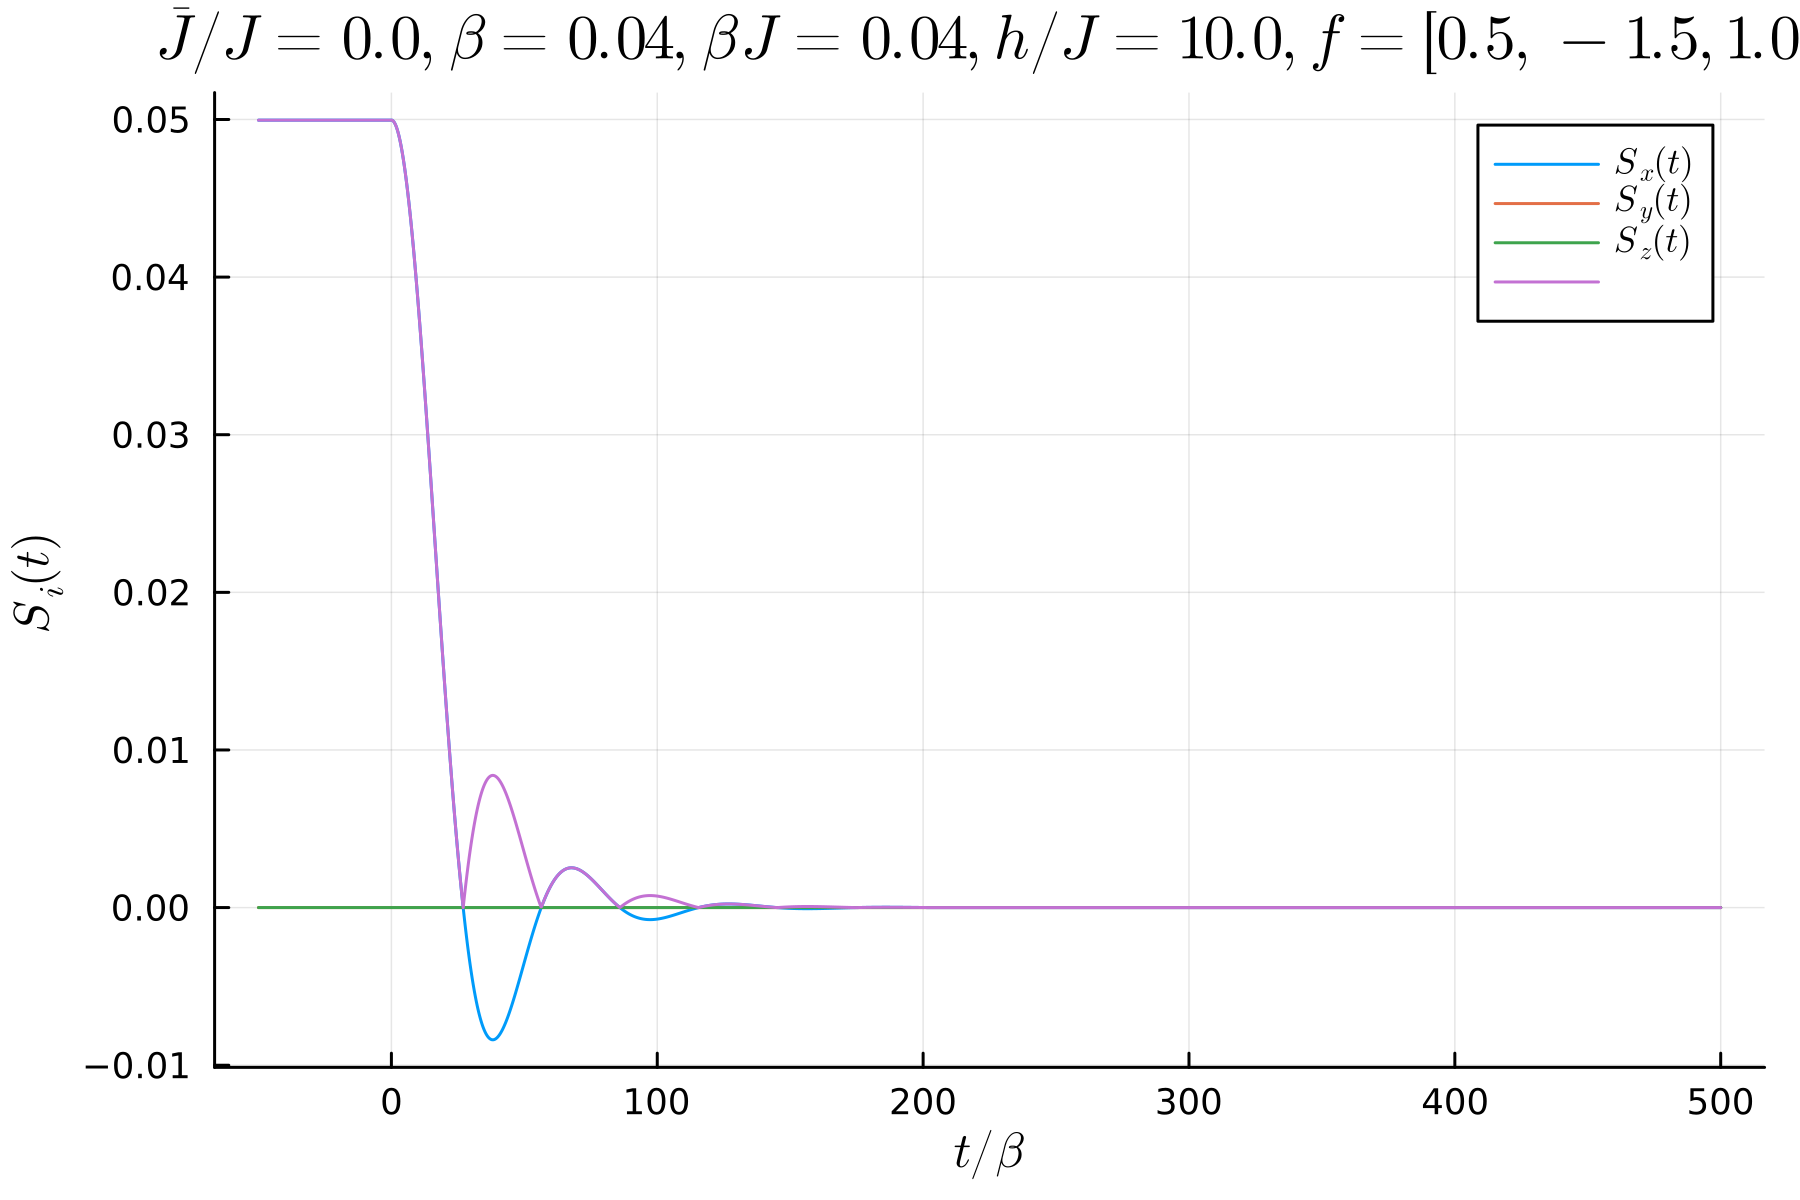 J̄/J = 0.0, β = 0.04, βJ = 0.04, h/J = 10.0, f = [0.5, − 1.5, 1.0
0.05
0.04
0.03
0.02
0.01
0.00
−0.01
S_i(t)
S_x(t)
S_y(t)
S_z(t)
0 100 200 300 400 500
t/β